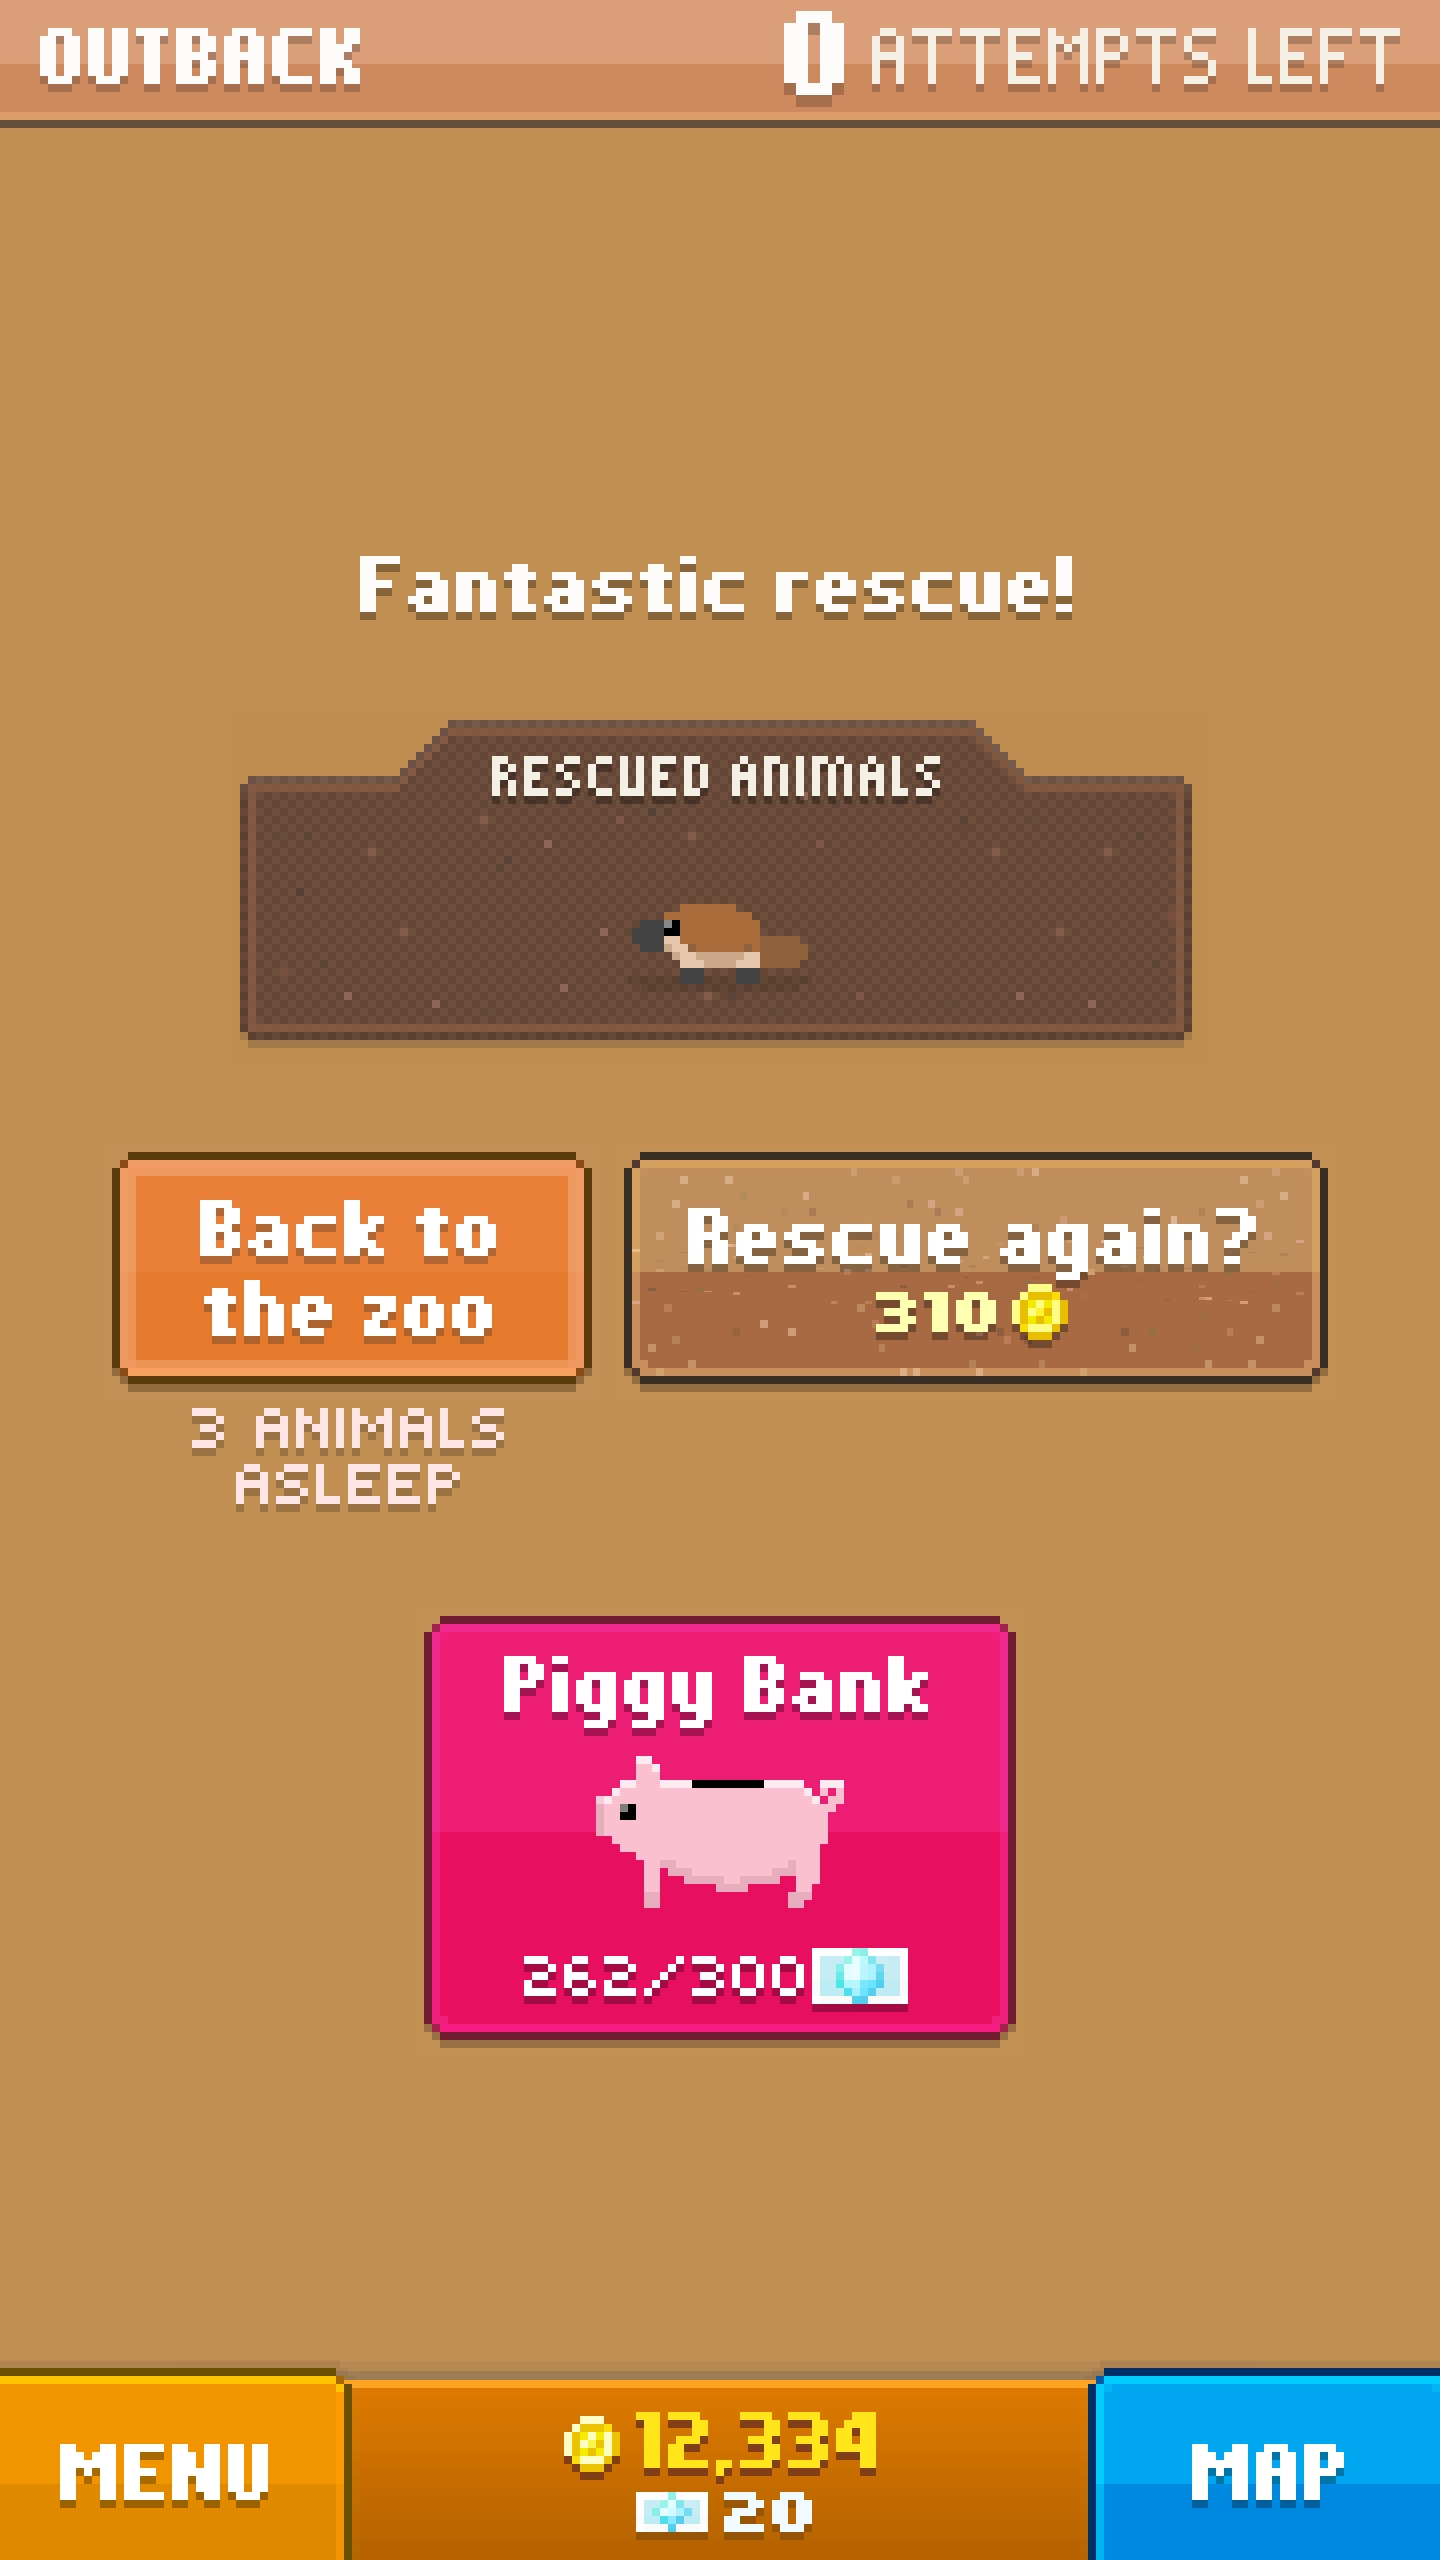 OUTBACK
0 ATTEMPTS LEFT
Fantastic rescue!
RESCUED ANIMALS
Back to
the zoo
Rescue again?
310
3 ANIMALS
ASLEEP
Piggy Bank
262/300
MENU
12,334
20
MAP